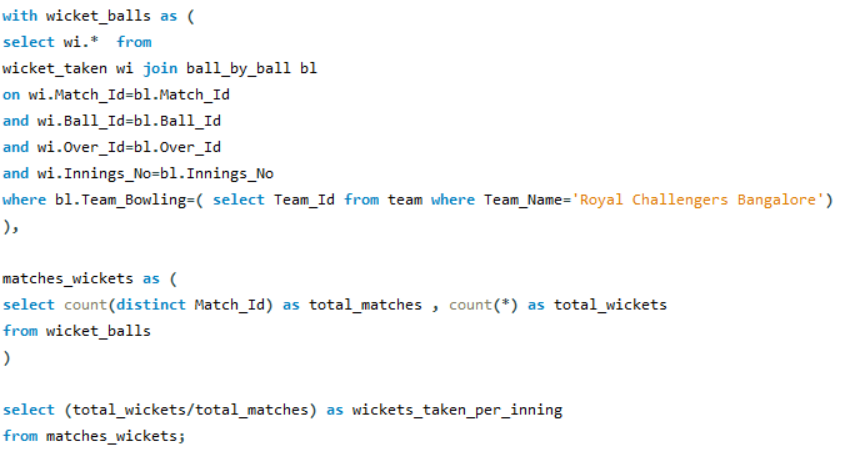 with wicket_balls as (
select wi.*  from
wicket_taken wi join ball_by_ball bl
on wi.Match_Id=bl.Match_Id
and wi.Ball_Id=bl.Ball_Id
and wi.Over_Id=bl.Over_Id
and wi.Innings_No=bl.Innings_No
where bl.Team_Bowling=( select Team_Id from team where Team_Name='Royal Challengers Bangalore')
),
matches_wickets as (
select count(distinct Match_Id) as total_matches , count(*) as total_wickets
from wicket_balls
)
select (total_wickets/total_matches) as wickets_taken_per_inning
from matches_wickets;